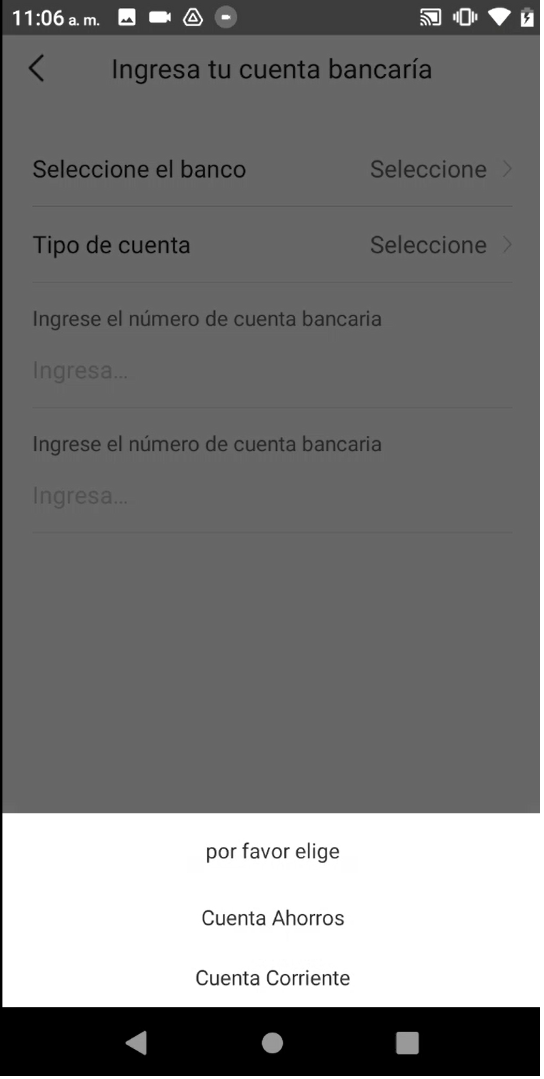 11:06 a. m.
Ingresa tu cuenta bancaría
Seleccione el banco Seleccione
Tipo de cuenta Seleccione
Ingrese el número de cuenta bancaria
Ingresa...
Ingrese el número de cuenta bancaria
Ingresa...
por favor elige
Cuenta Ahorros
Cuenta Corriente